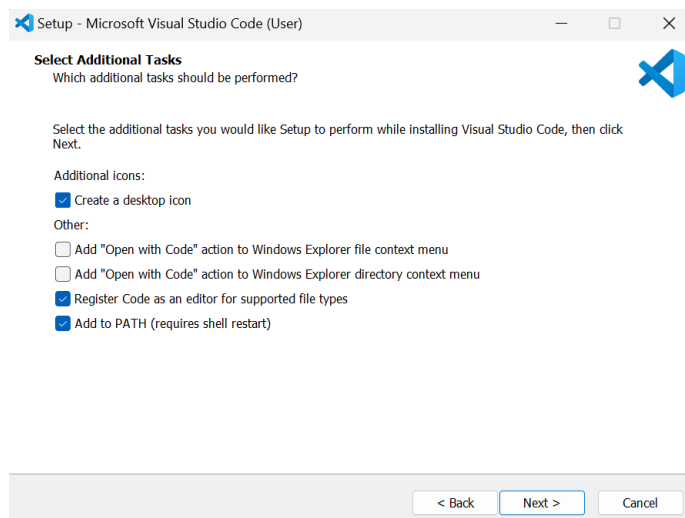 Setup - Microsoft Visual Studio Code (User)
Select Additional Tasks
Which additional tasks should be performed?
Select the additional tasks you would like Setup to perform while installing Visual Studio Code, then click
Next.
Additional icons:
Create a desktop icon
Other:
Add "Open with Code" action to Windows Explorer file context menu
Add "Open with Code" action to Windows Explorer directory context menu
Register Code as an editor for supported file types
Add to PATH (requires shell restart)
< Back Next > Cancel